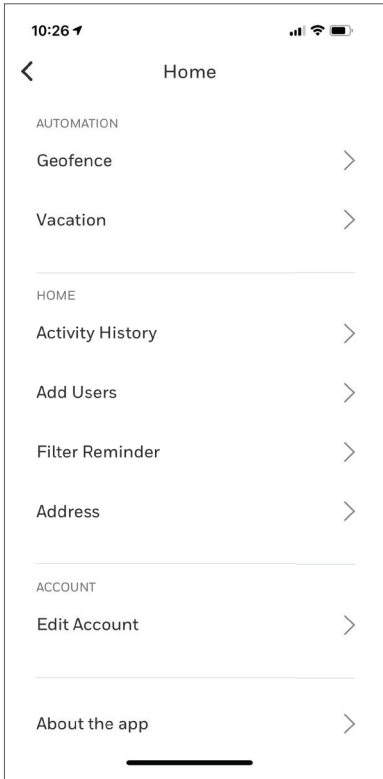 10:26
Home
AUTOMATION
Geofence
Vacation
HOME
Activity History
Add Users
Filter Reminder
Address
ACCOUNT
Edit Account
About the app